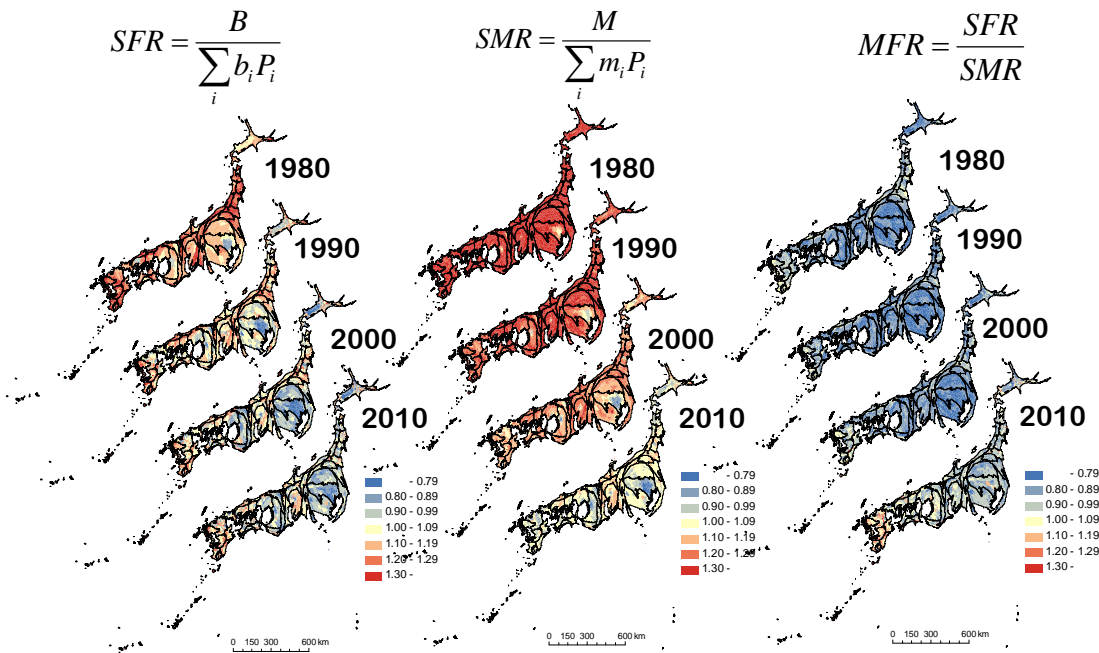 SFR = B / ∑_i b_i P_i
SMR = M / ∑_i m_i P_i
MFR = SFR / SMR
1980
1990
2000
2010
- 0.79
0.80 - 0.89
0.90 - 0.99
1.00 - 1.09
1.10 - 1.19
1.20 - 1.29
1.30 -
0 150 300 600 km
1980
1990
2000
2010
- 0.79
0.80 - 0.89
0.90 - 0.99
1.00 - 1.09
1.10 - 1.19
1.20 - 1.29
1.30 -
0 150 300 600 km
1980
1990
2000
2010
- 0.79
0.80 - 0.89
0.90 - 0.99
1.00 - 1.09
1.10 - 1.19
1.20 - 1.29
1.30 -
0 150 300 600 km